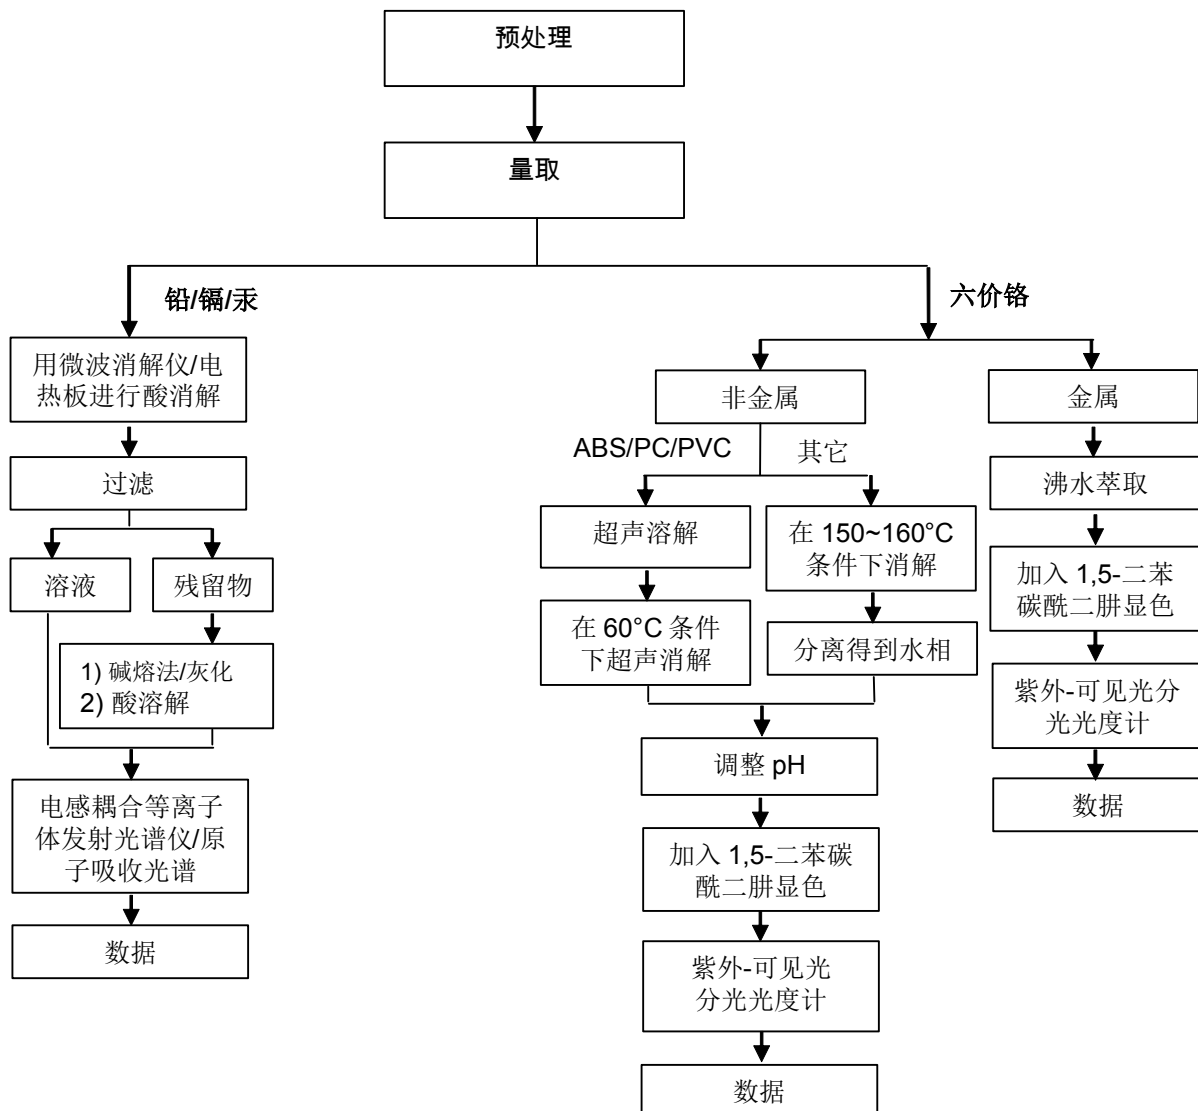 预处理
量取
铅/镉/汞
六价铬
用微波消解仪/电
热板进行酸消解
过滤
溶液
残留物
1) 碱熔法/灰化
2) 酸溶解
电感耦合等离子
体发射光谱仪/原
子吸收光谱
数据
非金属
ABS/PC/PVC
其它
超声溶解
在 60°C 条件
下超声消解
在 150~160°C
条件下消解
分离得到水相
调整 pH
加入 1,5-二苯碳
酰二肼显色
紫外-可见光
分光光度计
数据
金属
沸水萃取
加入 1,5-二苯
碳酰二肼显色
紫外-可见光分
光光度计
数据